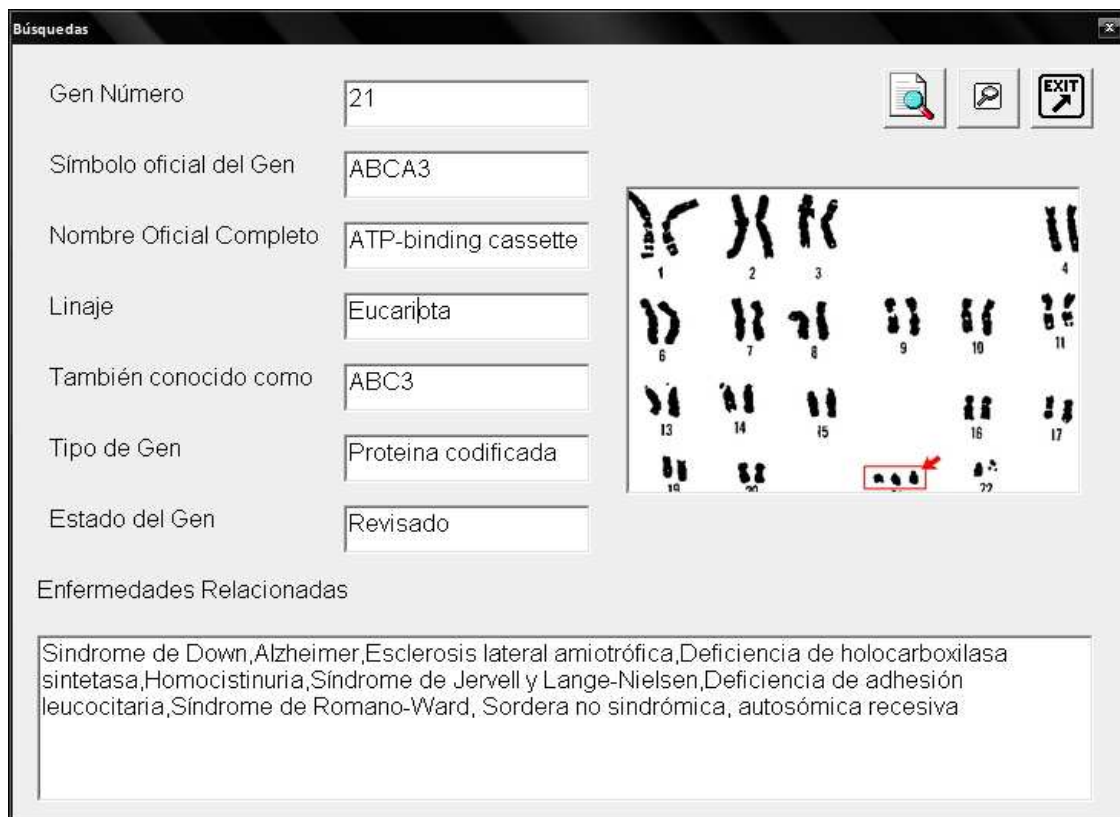 Búsquedas
Gen Número
21
EXIT
Símbolo oficial del Gen
ABCA3
Nombre Oficial Completo
ATP-binding cassette
Linaje
Eucariota
También conocido como
ABC3
Tipo de Gen
Proteina codificada
Estado del Gen
Revisado
1 2 3 4
6 7 8 9 10 11
13 14 15 16 17
19 20 22
Enfermedades Relacionadas
Sindrome de Down,Alzheimer,Esclerosis lateral amiotrófica,Deficiencia de holocarboxilasa
sintetasa,Homocistinuria,Síndrome de Jervell y Lange-Nielsen,Deficiencia de adhesión
leucocitaria,Síndrome de Romano-Ward, Sordera no sindrómica, autosómica recesiva